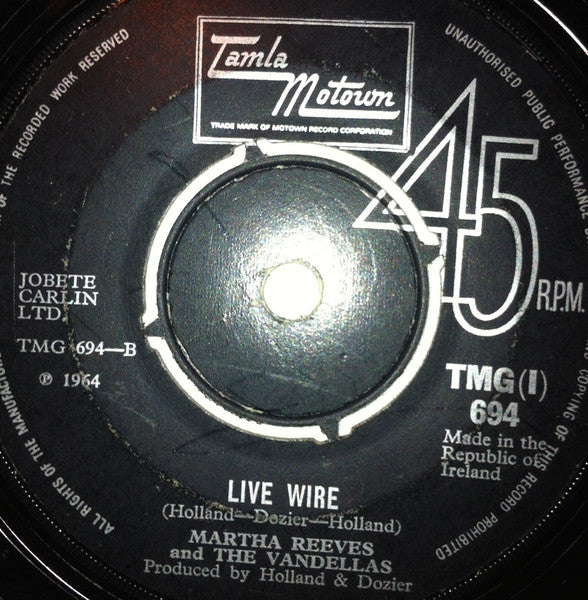 Tamla
Motown
TRADE MARK OF MOTOWN RECORD CORPORATION
45
R.P.M.
JOBETE
CARLIN
LTD.
TMG 694—B
℗ 1964
TMG(I)
694
Made in the
Republic of
Ireland
LIVE WIRE
(Holland—Dozier—Holland)
MARTHA REEVES
and THE VANDELLAS
Produced by Holland & Dozier
ALL RIGHTS OF THE MANUFACTURER
OF THE RECORDED WORK RESERVED
UNAUTHORISED PUBLIC PERFORMANCE
COPYING OF THIS RECORD PROHIBITED